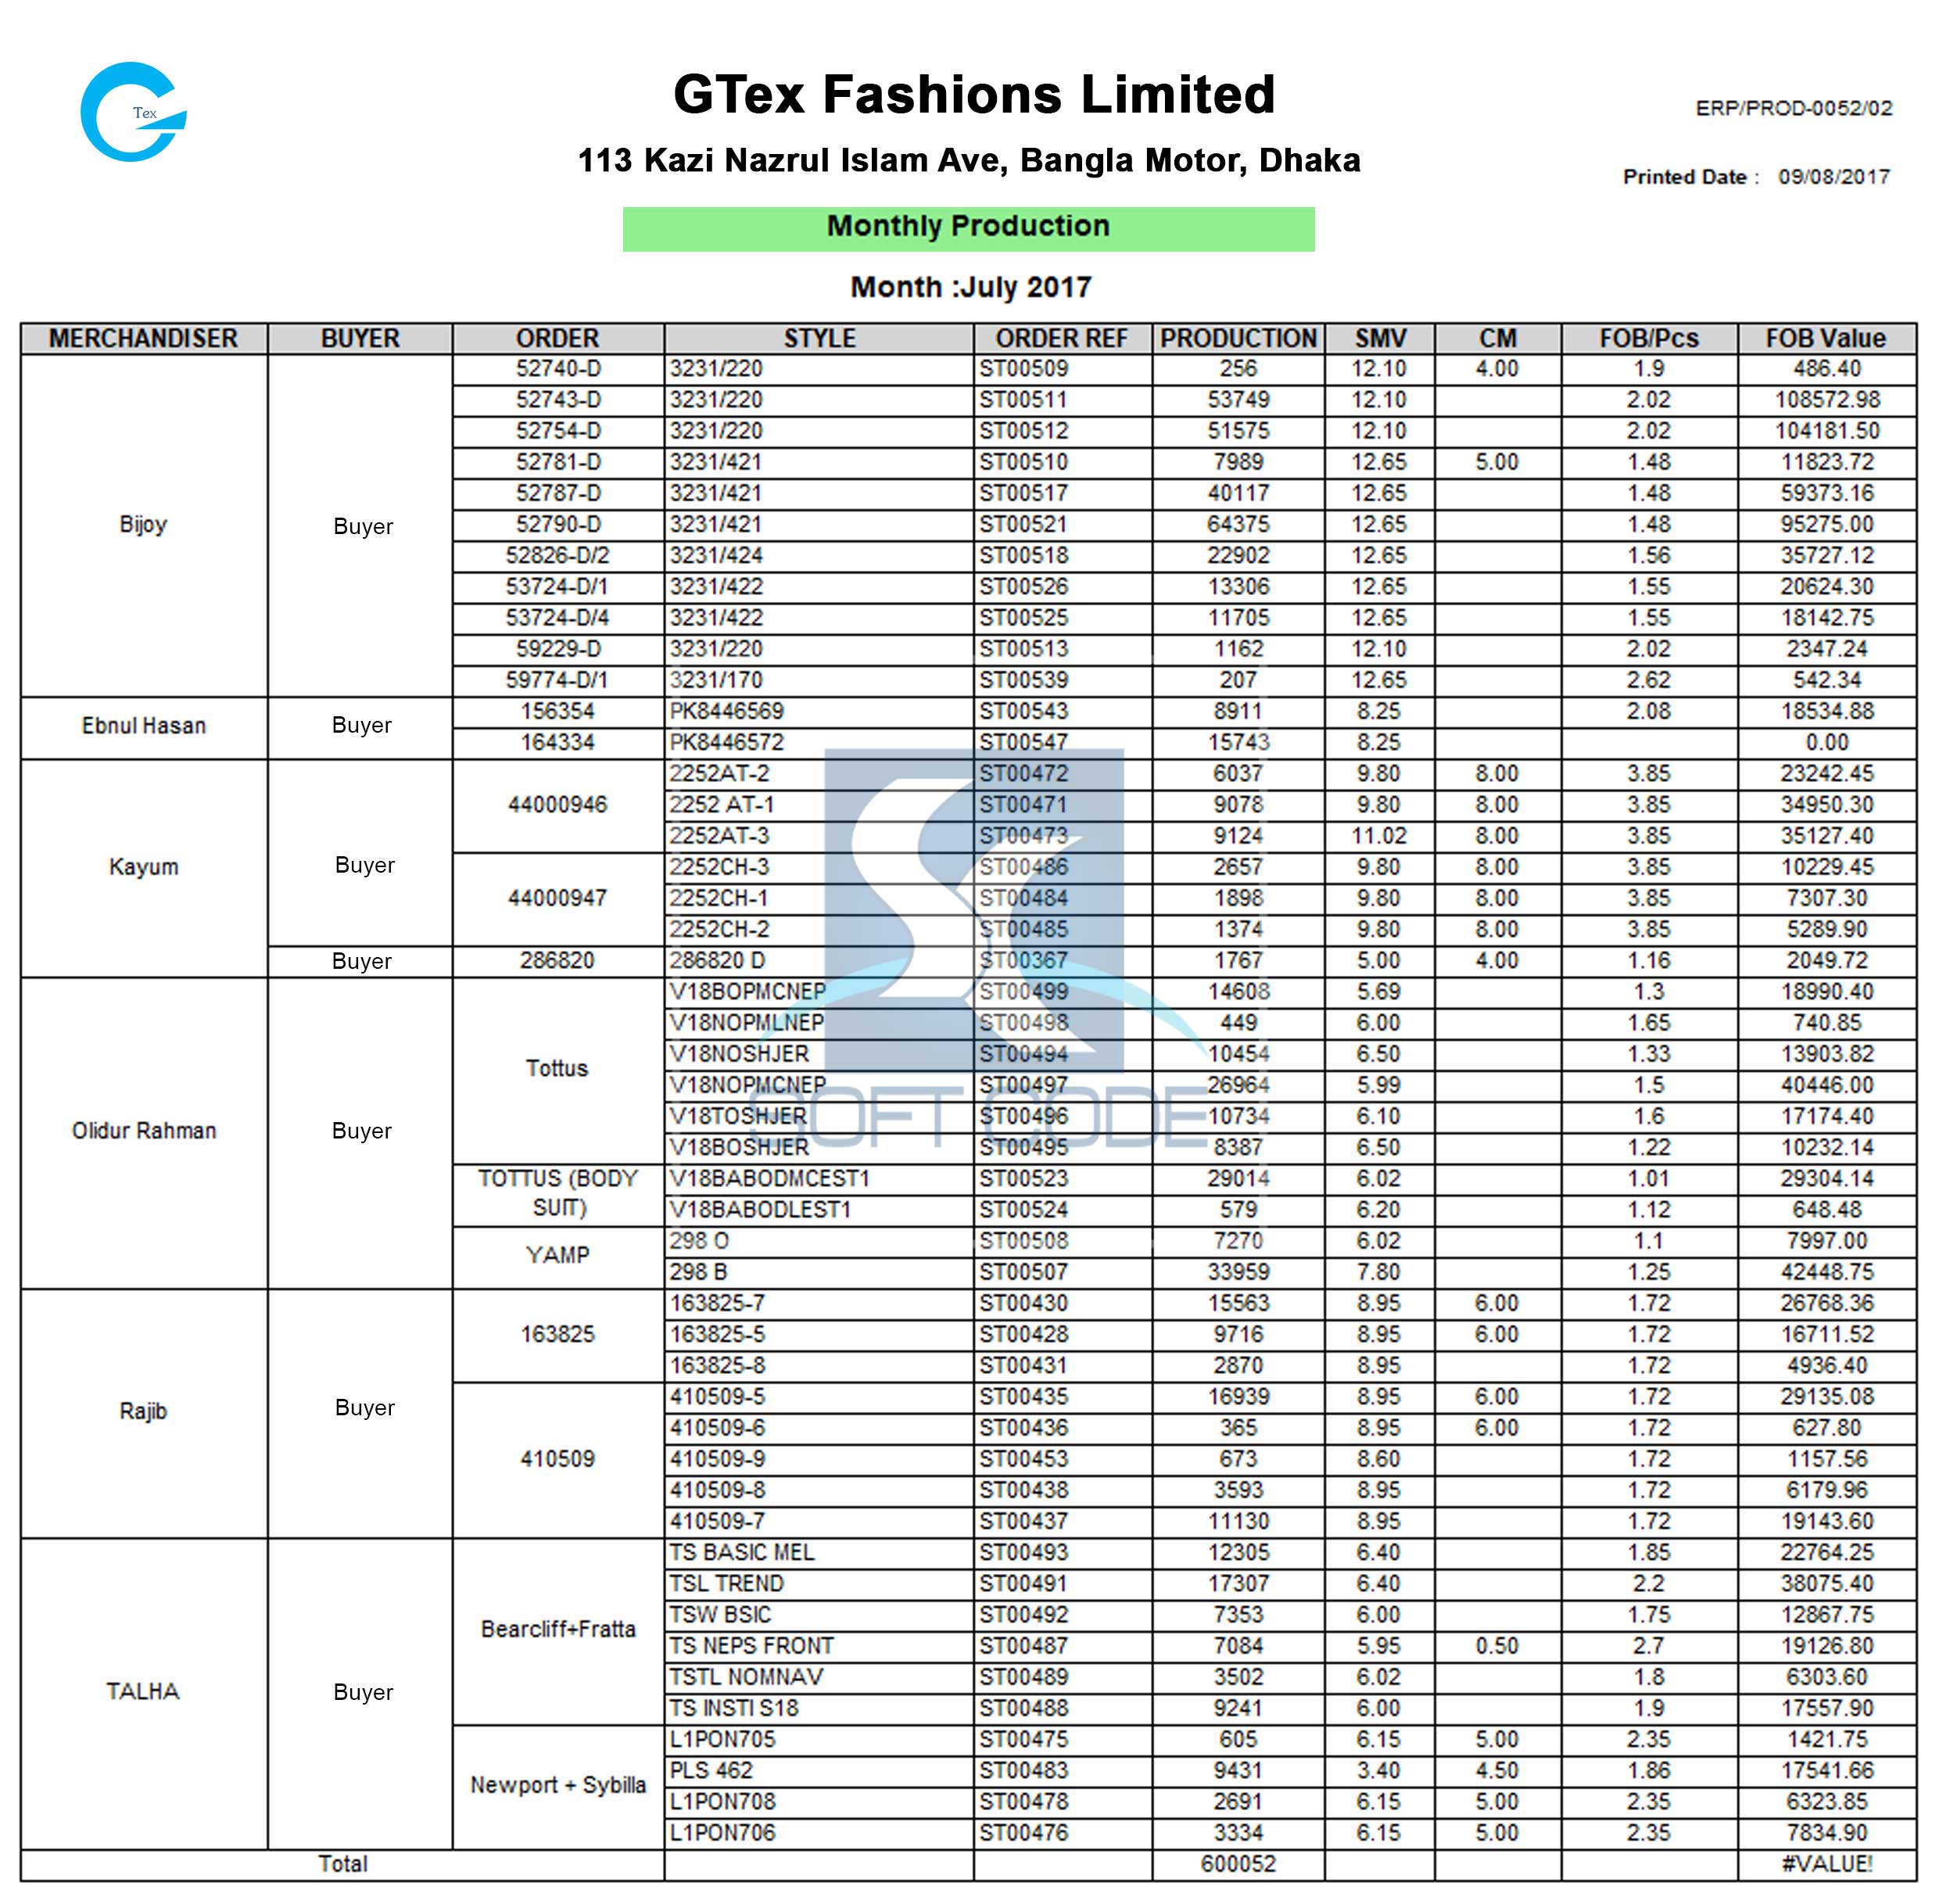 Tex
GTex Fashions Limited
ERP/PROD-0052/02
113 Kazi Nazrul Islam Ave, Bangla Motor, Dhaka
Printed Date : 09/08/2017
Monthly Production
Month :July 2017
MERCHANDISER BUYER ORDER STYLE ORDER REF PRODUCTION SMV CM FOB/Pcs FOB Value
52740-D 3231/220 ST00509 256 12.10 4.00 1.9 486.40
52743-D 3231/220 ST00511 53749 12.10 2.02 108572.98
52754-D 3231/220 ST00512 51575 12.10 2.02 104181.50
52781-D 3231/421 ST00510 7989 12.65 5.00 1.48 11823.72
52787-D 3231/421 ST00517 40117 12.65 1.48 59373.16
Bijoy Buyer 52790-D 3231/421 ST00521 64375 12.65 1.48 95275.00
52826-D/2 3231/424 ST00518 22902 12.65 1.56 35727.12
53724-D/1 3231/422 ST00526 13306 12.65 1.55 20624.30
53724-D/4 3231/422 ST00525 11705 12.65 1.55 18142.75
59229-D 3231/220 ST00513 1162 12.10 2.02 2347.24
59774-D/1 3231/170 ST00539 207 12.65 2.62 542.34
Ebnul Hasan Buyer 156354 PK8446569 ST00543 8911 8.25 2.08 18534.88
164334 PK8446572 ST00547 15743 8.25 0.00
2252AT-2 ST00472 6037 9.80 8.00 3.85 23242.45
44000946 2252 AT-1 ST00471 9078 9.80 8.00 3.85 34950.30
2252AT-3 ST00473 9124 11.02 8.00 3.85 35127.40
Kayum Buyer 2252CH-3 ST00486 2657 9.80 8.00 3.85 10229.45
44000947 2252CH-1 ST00484 1898 9.80 8.00 3.85 7307.30
2252CH-2 ST00485 1374 9.80 8.00 3.85 5289.90
Buyer 286820 286820 D ST00367 1767 5.00 4.00 1.16 2049.72
V18BOPMCNEP ST00499 14608 5.69 1.3 18990.40
V18NOPMLNEP ST00498 449 6.00 1.65 740.85
Tottus V18NOSHJER ST00494 10454 6.50 1.33 13903.82
V18NOPMCNEP ST00497 26964 5.99 1.5 40446.00
Olidur Rahman Buyer V18TOSHJER ST00496 10734 6.10 1.6 17174.40
SOFT CODE
V18BOSHJER ST00495 8387 6.50 1.22 10232.14
TOTTUS (BODY V18BABODMCEST1 ST00523 29014 6.02 1.01 29304.14
SUIT) V18BABODLEST1 ST00524 579 6.20 1.12 648.48
YAMP 298 O ST00508 7270 6.02 1.1 7997.00
298 B ST00507 33959 7.80 1.25 42448.75
163825-7 ST00430 15563 8.95 6.00 1.72 26768.36
163825 163825-5 ST00428 9716 8.95 6.00 1.72 16711.52
163825-8 ST00431 2870 8.95 1.72 4936.40
Rajib Buyer 410509-5 ST00435 16939 8.95 6.00 1.72 29135.08
410509-6 ST00436 365 8.95 6.00 1.72 627.80
410509 410509-9 ST00453 673 8.60 1.72 1157.56
410509-8 ST00438 3593 8.95 1.72 6179.96
410509-7 ST00437 11130 8.95 1.72 19143.60
TS BASIC MEL ST00493 12305 6.40 1.85 22764.25
TSL TREND ST00491 17307 6.40 2.2 38075.40
TSW BSIC ST00492 7353 6.00 1.75 12867.75
Bearcliff+Fratta TS NEPS FRONT ST00487 7084 5.95 0.50 2.7 19126.80
TALHA Buyer TSTL NOMNAV ST00489 3502 6.02 1.8 6303.60
TS INSTI S18 ST00488 9241 6.00 1.9 17557.90
L1PON705 ST00475 605 6.15 5.00 2.35 1421.75
Newport + Sybilla PLS 462 ST00483 9431 3.40 4.50 1.86 17541.66
L1PON708 ST00478 2691 6.15 5.00 2.35 6323.85
L1PON706 ST00476 3334 6.15 5.00 2.35 7834.90
Total 600052 #VALUE!